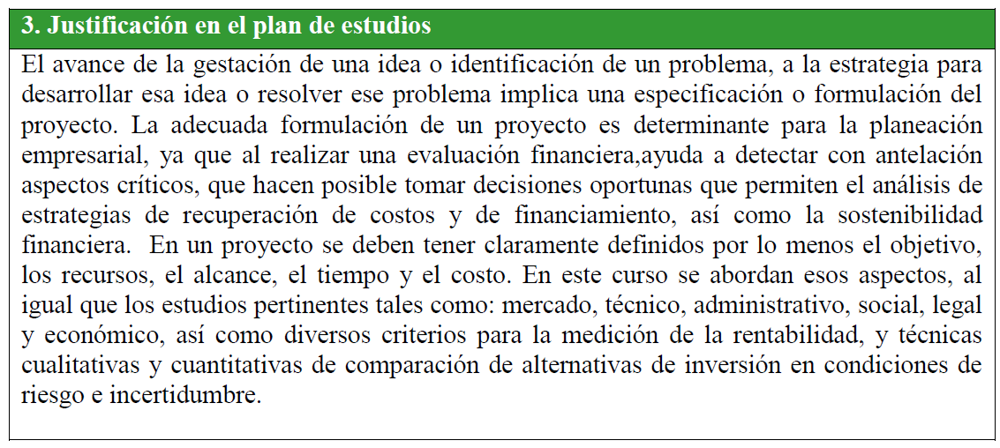 3. Justificación en el plan de estudios
El avance de la gestación de una idea o identificación de un problema, a la estrategia para
desarrollar esa idea o resolver ese problema implica una especificación o formulación del
proyecto. La adecuada formulación de un proyecto es determinante para la planeación
empresarial, ya que al realizar una evaluación financiera,ayuda a detectar con antelación
aspectos críticos, que hacen posible tomar decisiones oportunas que permiten el análisis de
estrategias de recuperación de costos y de financiamiento, así como la sostenibilidad
financiera.  En un proyecto se deben tener claramente definidos por lo menos el objetivo,
los recursos, el alcance, el tiempo y el costo. En este curso se abordan esos aspectos, al
igual que los estudios pertinentes tales como: mercado, técnico, administrativo, social, legal
y económico, así como diversos criterios para la medición de la rentabilidad, y técnicas
cualitativas y cuantitativas de comparación de alternativas de inversión en condiciones de
riesgo e incertidumbre.